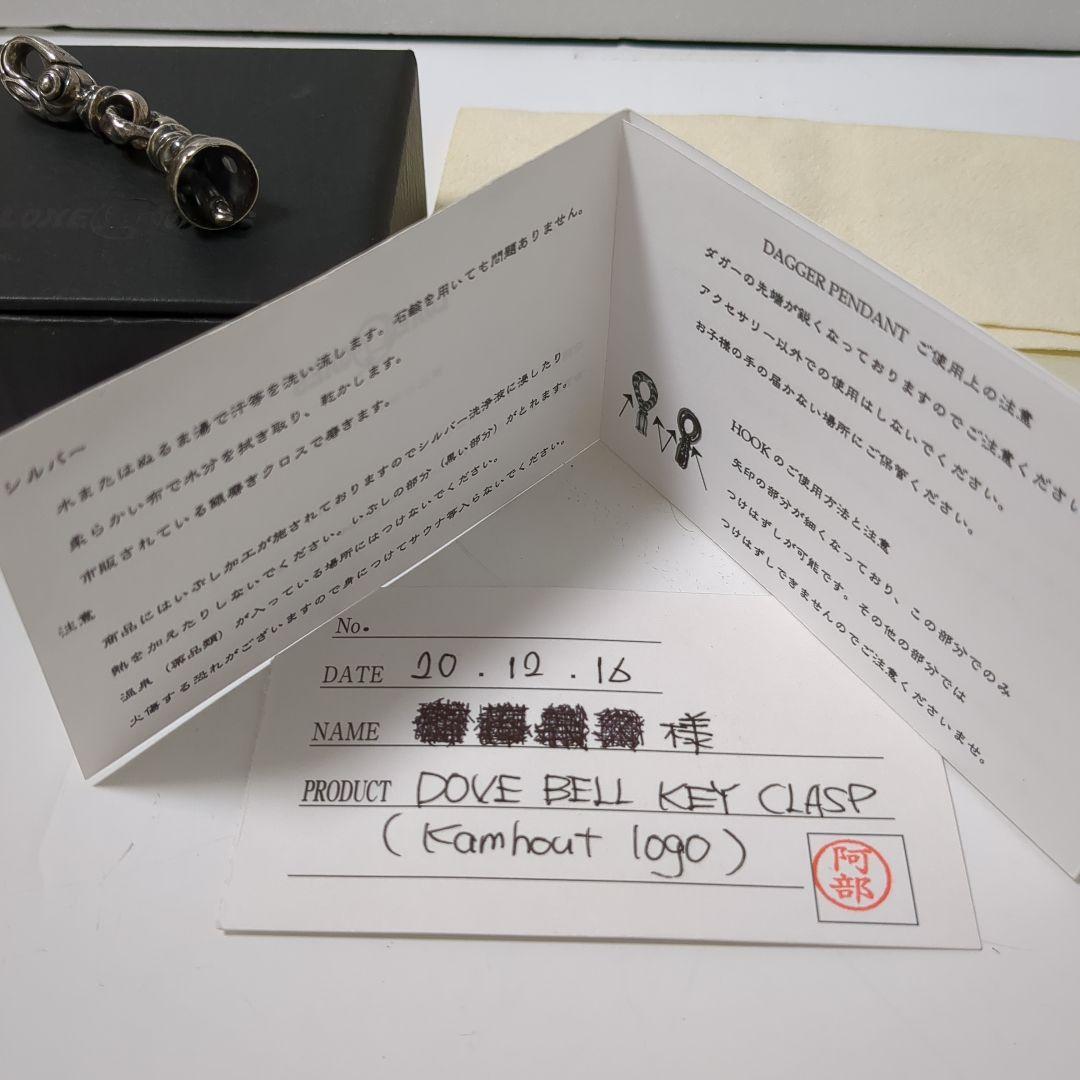 シルバー
水またはぬるま湯で汗等を洗い流します。石鹸を用いても問題ありません。
柔らかい布で水分を拭き取り、乾かします。
市販されている銀磨きクロスで磨きます。
注意
商品にはいぶし加工が施されておりますのでシルバー洗浄液に浸したり
熱を加えたりしないでください。いぶしの部分（黒い部分）がとれます。
温泉（薬品類）が入っている場所にはつけないでください。
火傷する恐れがございますので身につけてサウナ等入らないでください。
DAGGER PENDANT ご使用上の注意
ダガーの先端が鋭くなっておりますのでご注意ください
アクセサリー以外での使用はしないでください。
お子様の手の届かない場所にご保管ください。
HOOKのご使用方法と注意
矢印の部分が細くなっており、この部分でのみ
つけはずしが可能です。その他の部分では
つけはずしできませんのでご注意くださいませ。
No.
DATE 20.12.16
NAME 様
PRODUCT DOVE BELL KEY CLASP
(Kamhout logo)
阿部